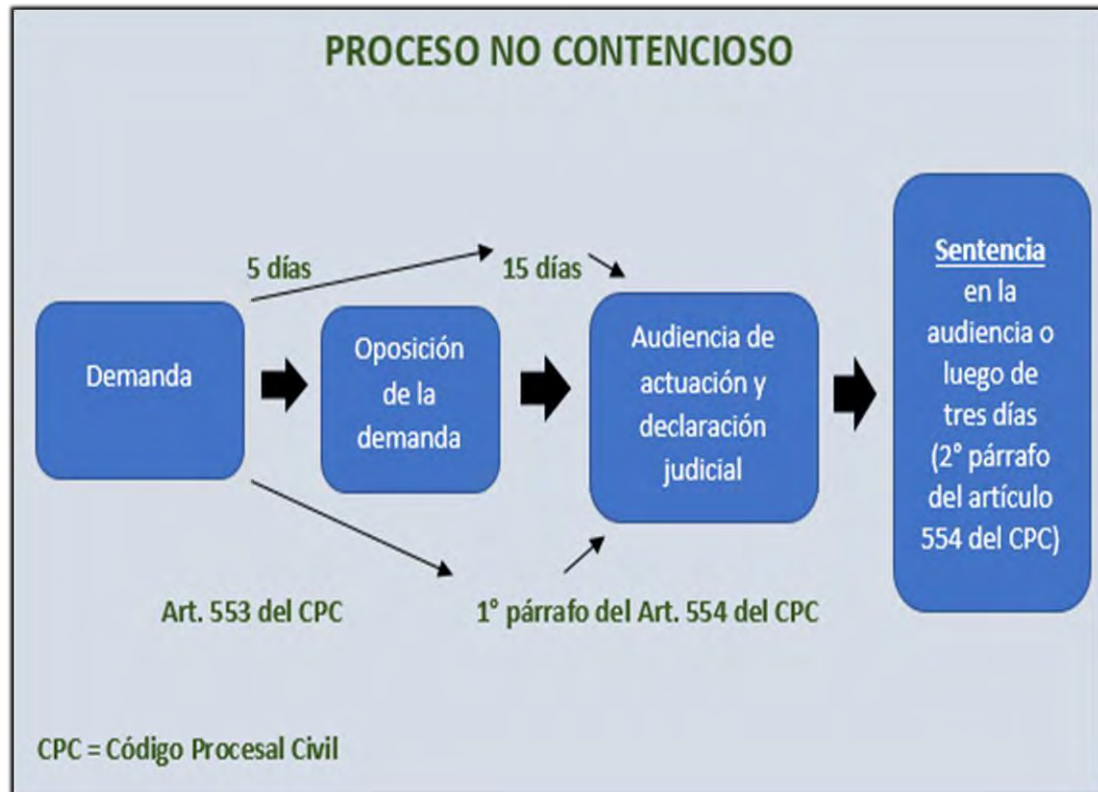 PROCESO NO CONTENCIOSO
5 días
15 días
Demanda
Oposición
de la
demanda
Audiencia de
actuación y
declaración
judicial
Sentencia
en la
audiencia o
luego de
tres días
(2° párrafo
del artículo
554 del CPC)
Art. 553 del CPC
1° párrafo del Art. 554 del CPC
CPC = Código Procesal Civil